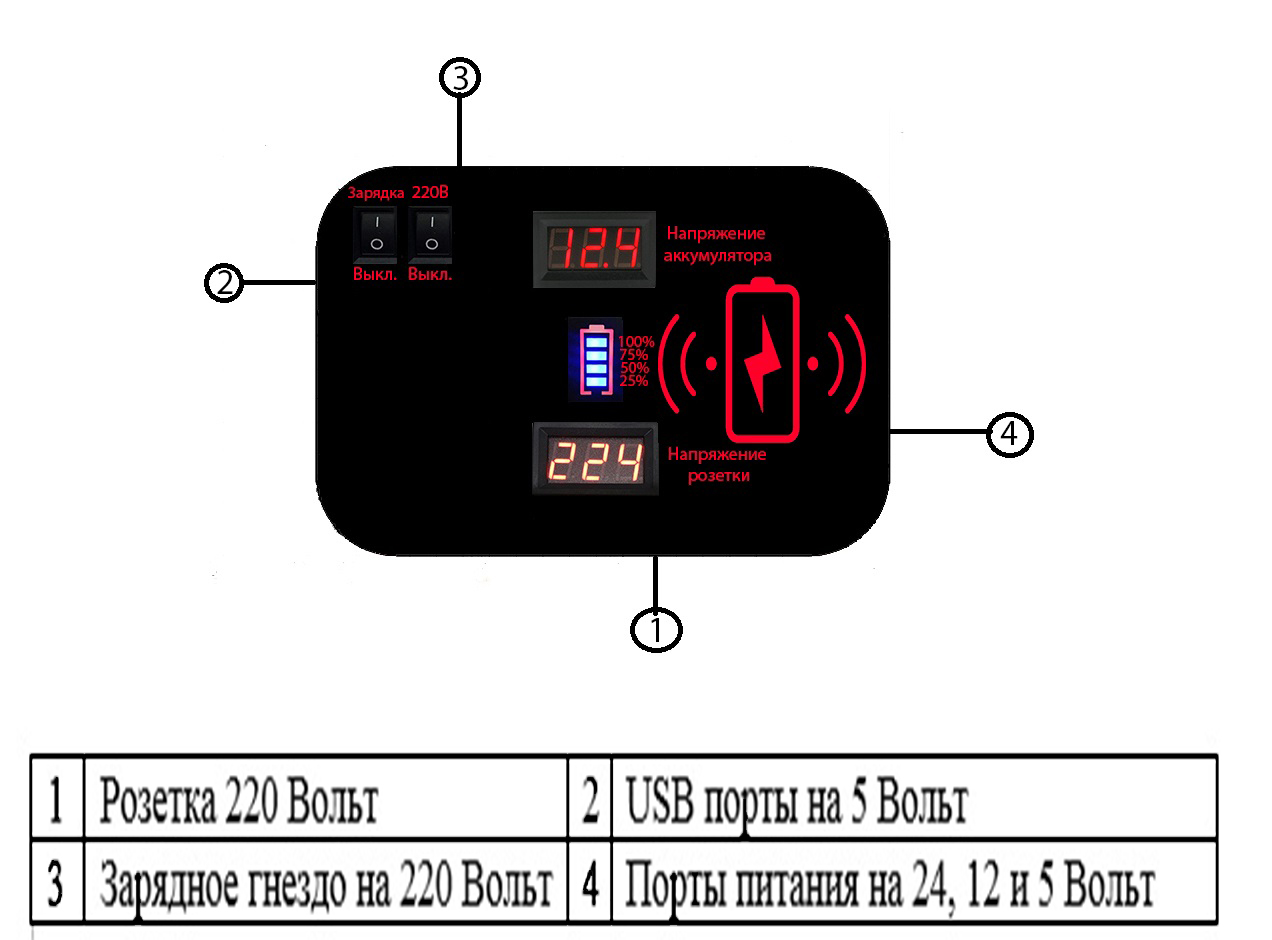 3
Зарядка 220В
I I
O O
Выкл. Выкл.
12.4
Напряжение
аккумулятора
2
100%
75%
50%
25%
4
224
Напряжение
розетки
1
1 Розетка 220 Вольт 2 USB порты на 5 Вольт
3 Зарядное гнездо на 220 Вольт 4 Порты питания на 24, 12 и 5 Вольт